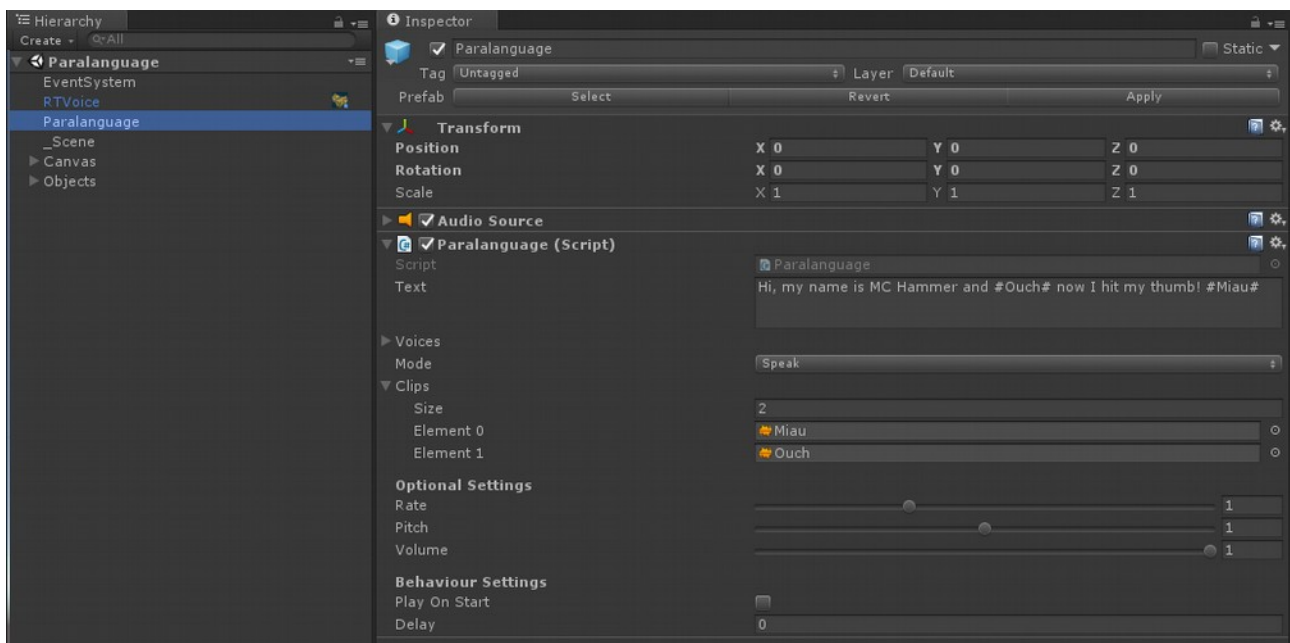 Hierarchy
Create
All
Paralanguage
EventSystem
RTVoice
Paralanguage
_Scene
Canvas
Objects
Inspector
Paralanguage Static
Tag Untagged Layer Default
Prefab Select Revert Apply
Transform
Position X 0 Y 0 Z 0
Rotation X 0 Y 0 Z 0
Scale X 1 Y 1 Z 1
Audio Source
Paralanguage (Script)
Script Paralanguage
Text Hi, my name is MC Hammer and #Ouch# now I hit my thumb! #Miau#
Voices
Mode Speak
Clips
Size 2
Element 0 Miau
Element 1 Ouch
Optional Settings
Rate 1
Pitch 1
Volume 1
Behaviour Settings
Play On Start
Delay 0